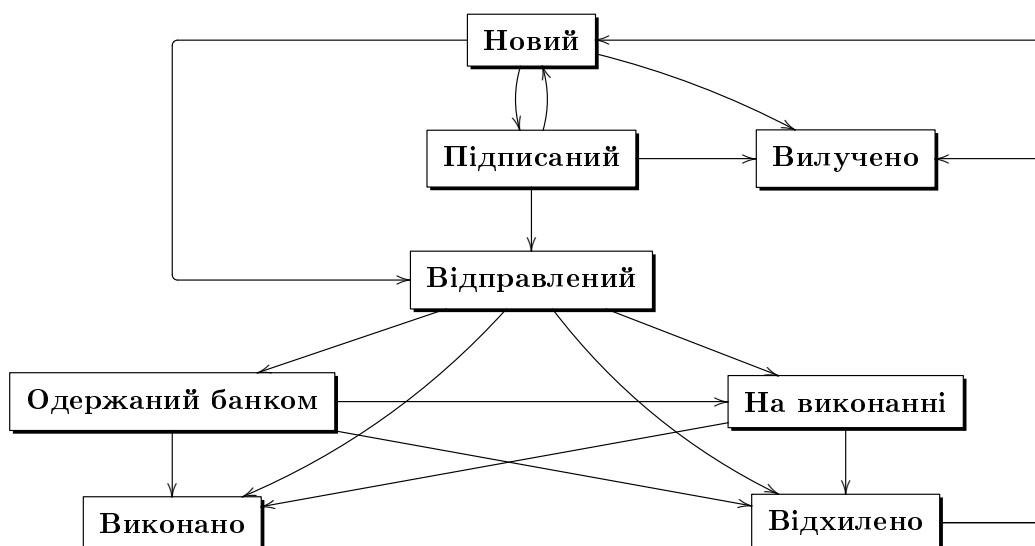 Новий
Підписаний
Вилучено
Відправлений
Одержаний банком
На виконанні
Виконано
Відхилено